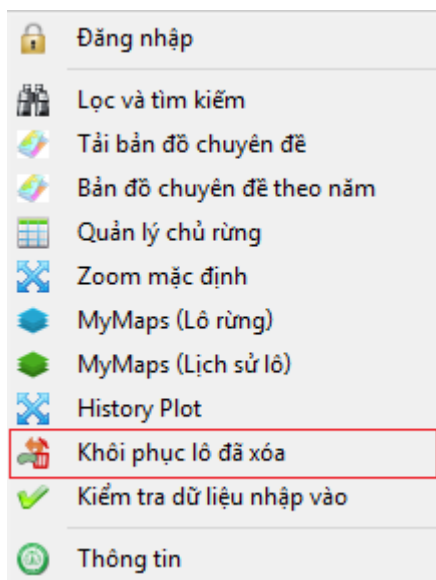 Đăng nhập
Lọc và tìm kiếm
Tải bản đồ chuyên đề
Bản đồ chuyên đề theo năm
Quản lý chủ rừng
Zoom mặc định
MyMaps (Lô rừng)
MyMaps (Lịch sử lô)
History Plot
Khôi phục lô đã xóa
Kiểm tra dữ liệu nhập vào
Thông tin